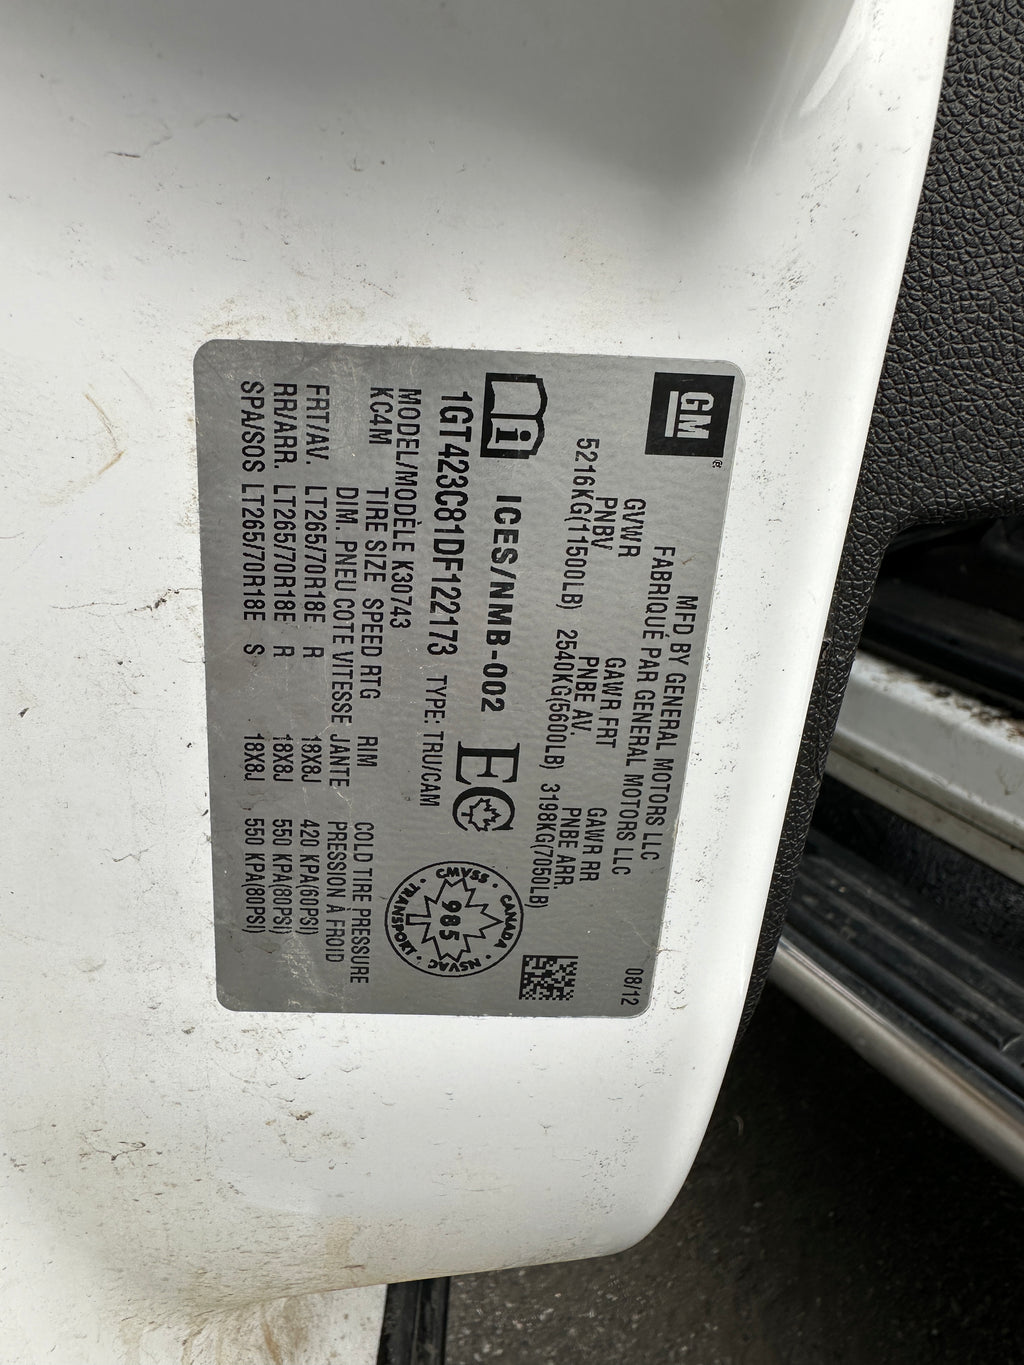 GM®
MFD BY GENERAL MOTORS LLC
FABRIQUÉ PAR GENERAL MOTORS LLC
08/12
GVWR GAWR FRT GAWR RR
PNBV PNBE AV. PNBE ARR.
5216KG(11500LB) 2540KG(5600LB) 3198KG(7050LB)
i ICES/NMB-002 EC
CANADA · NSVAC · TRANSPORT · CMVSS ·
985
T
1GT423C81DF122173 TYPE: TRU/CAM
MODEL/MODÈLE K30743
KC4M TIRE SIZE SPEED RTG RIM COLD TIRE PRESSURE
DIM. PNEU COTE VITESSE JANTE PRESSION À FROID
FRT/AV. LT265/70R18E R 18X8J 420 KPA(60PSI)
RR/ARR. LT265/70R18E R 18X8J 550 KPA(80PSI)
SPA/SOS LT265/70R18E S 18X8J 550 KPA(80PSI)